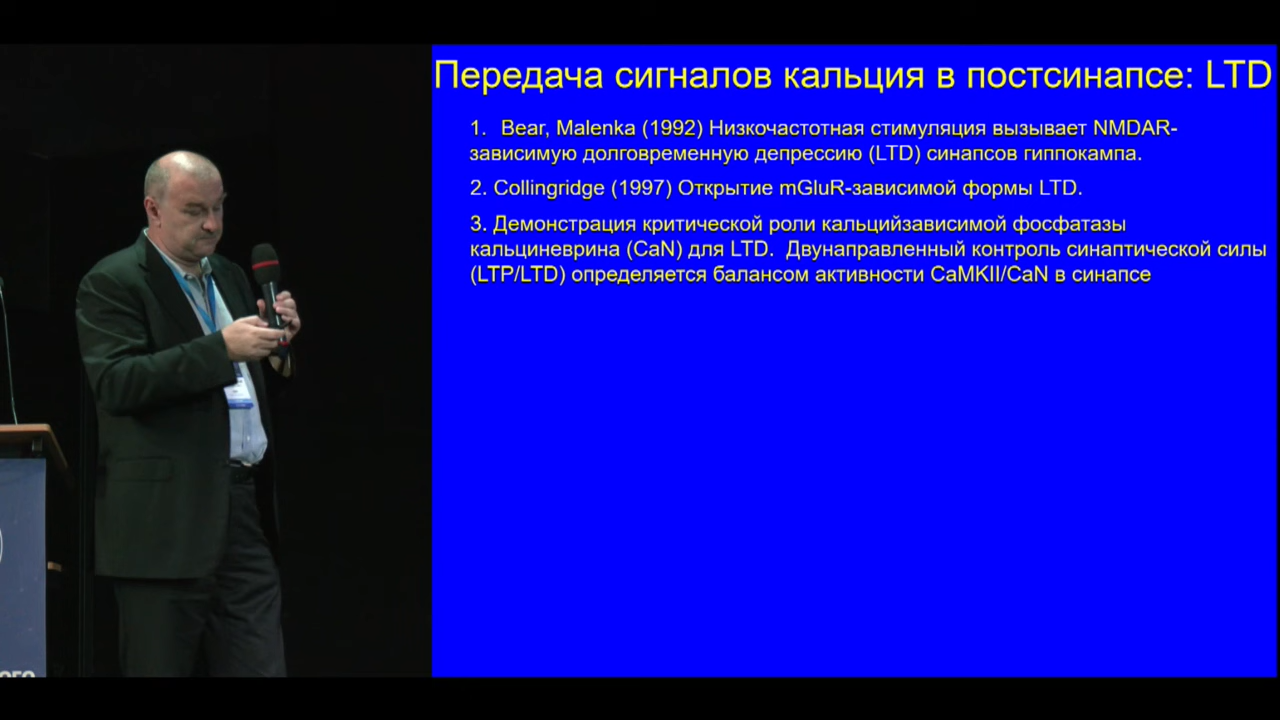 Передача сигналов кальция в постсинапсе: LTD
1. Bear, Malenka (1992) Низкочастотная стимуляция вызывает NMDAR-
зависимую долговременную депрессию (LTD) синапсов гиппокампа.
2. Collingridge (1997) Открытие mGluR-зависимой формы LTD.
3. Демонстрация критической роли кальцийзависимой фосфатазы
кальциневрина (CaN) для LTD. Двунаправленный контроль синаптической силы
(LTP/LTD) определяется балансом активности CaMKII/CaN в синапсе